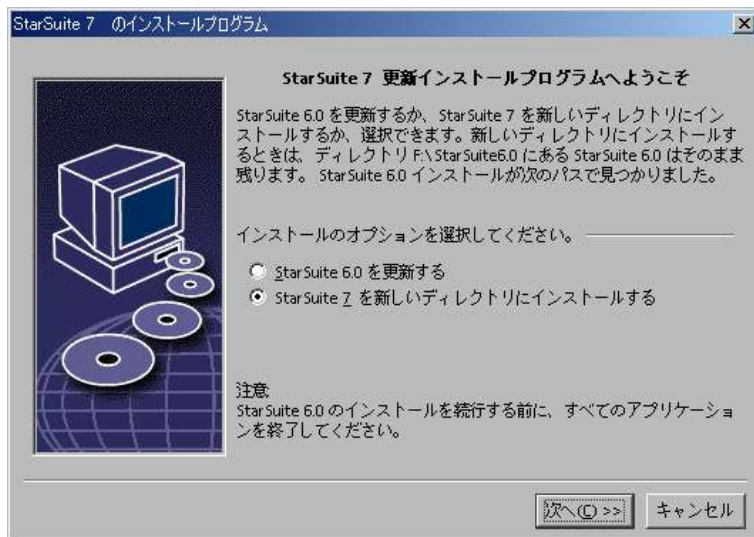 StarSuite 7 のインストールプログラム
StarSuite 7 更新インストールプログラムへようこそ
StarSuite 6.0 を更新するか、StarSuite 7 を新しいディレクトリにイン
ストールするか、選択できます。新しいディレクトリにインストールす
るときは、ディレクトリ F:\StarSuite6.0 にある StarSuite 6.0 はそのまま
残ります。 StarSuite 6.0 インストールが次のパスで見つかりました。
インストールのオプションを選択してください。
StarSuite 6.0 を更新する
StarSuite 7 を新しいディレクトリにインストールする
注意
StarSuite 6.0 のインストールを続行する前に、すべてのアプリケーショ
ンを終了してください。
次へ(C) >>
キャンセル